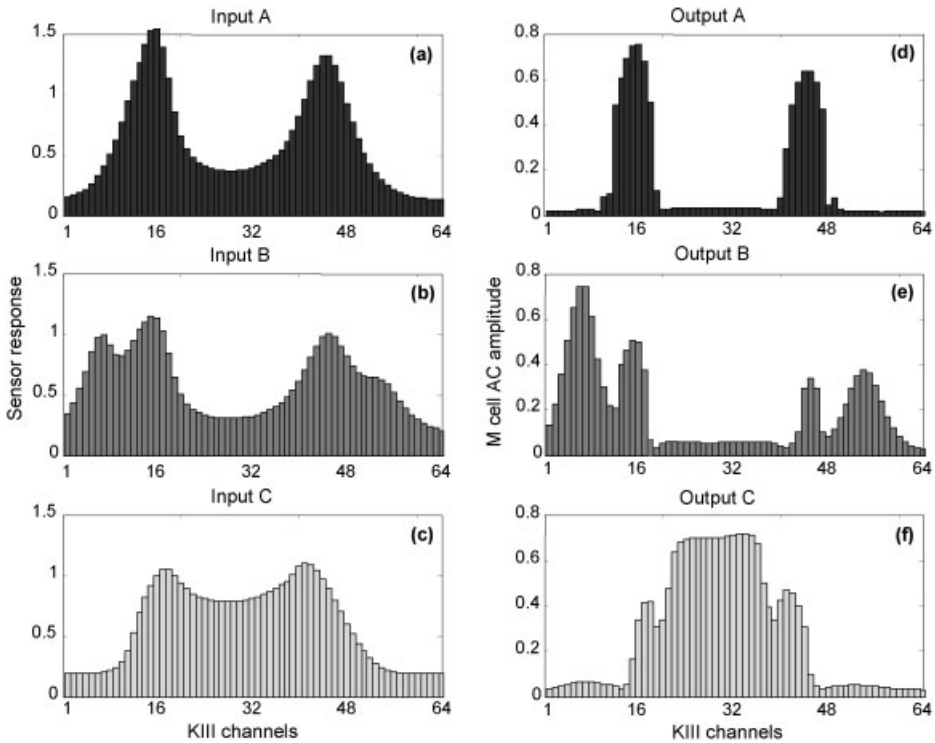 Input A
Output A
1.5
1
0.5
0
(a)
1 16 32 48 64
0.8
0.6
0.4
0.2
0
(d)
1 16 32 48 64
Input B
Output B
Sensor response
1.5
1
0.5
0
(b)
1 16 32 48 64
M cell AC amplitude
0.8
0.6
0.4
0.2
0
(e)
1 16 32 48 64
Input C
Output C
1.5
1
0.5
0
(c)
1 16 32 48 64
KIII channels
0.8
0.6
0.4
0.2
0
(f)
1 16 32 48 64
KIII channels